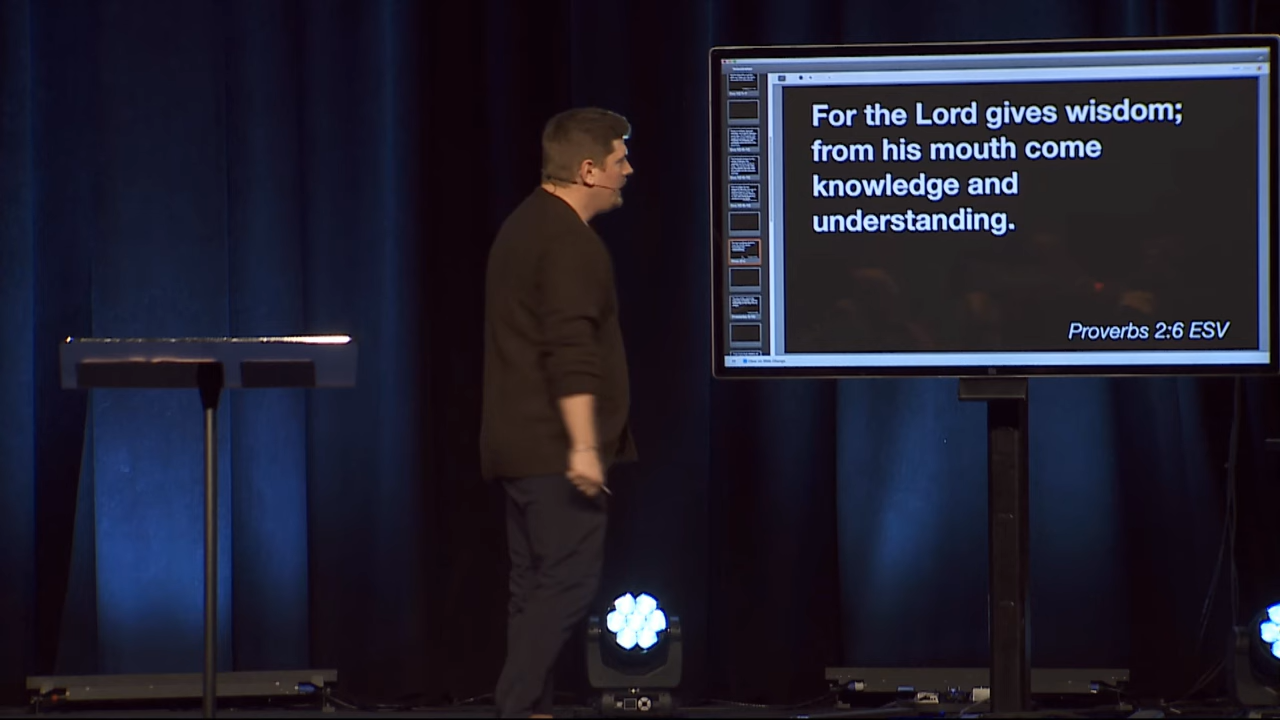 For the Lord gives wisdom;
from his mouth come
knowledge and
understanding.
Proverbs 2:6 ESV